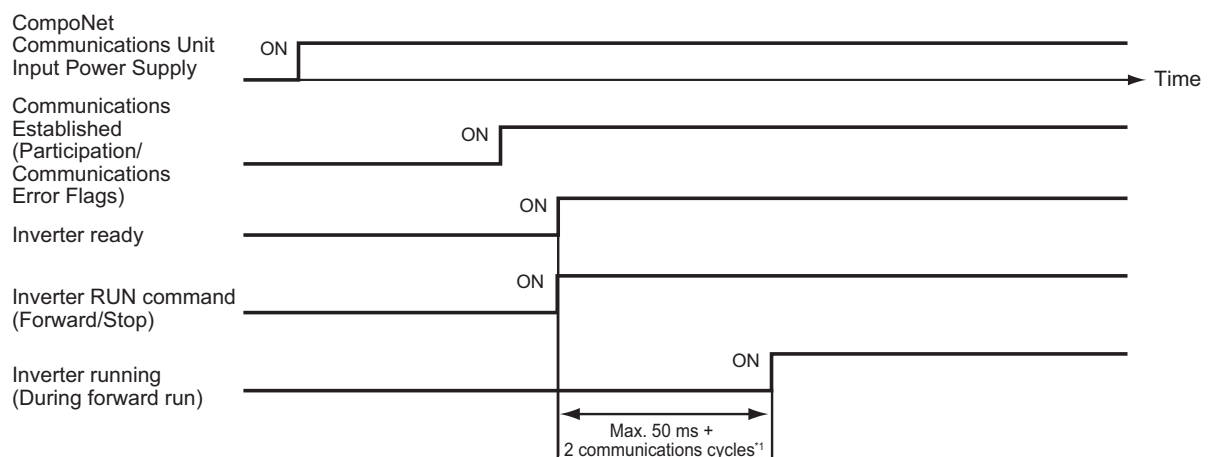 CompoNet
Communications Unit
Input Power Supply
ON
Time
Communications
Established
(Participation/
Communications
Error Flags)
ON
Inverter ready
ON
Inverter RUN command
(Forward/Stop)
ON
Inverter running
(During forward run)
ON
Max. 50 ms +
2 communications cycles*1